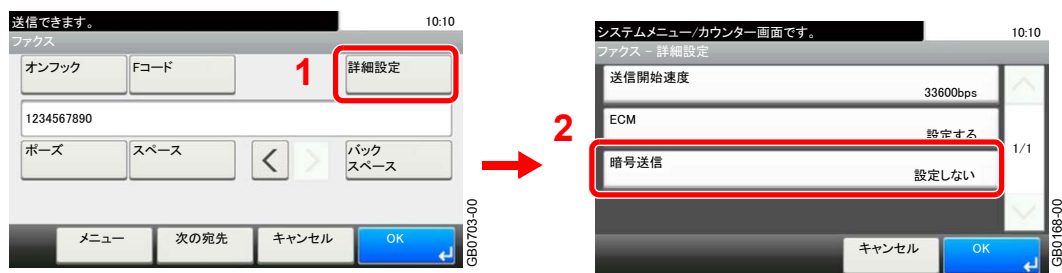 送信できます。
10:10
ファクス
オンフック
Fコード
1
詳細設定
1234567890
ポーズ
スペース
バック
スペース
メニュー
次の宛先
キャンセル
OK
GB0703-00
システムメニュー/カウンター画面です。
10:10
ファクス - 詳細設定
送信開始速度
33600bps
2
ECM
設定する
1/1
暗号送信
設定しない
キャンセル
OK
GB0168-00